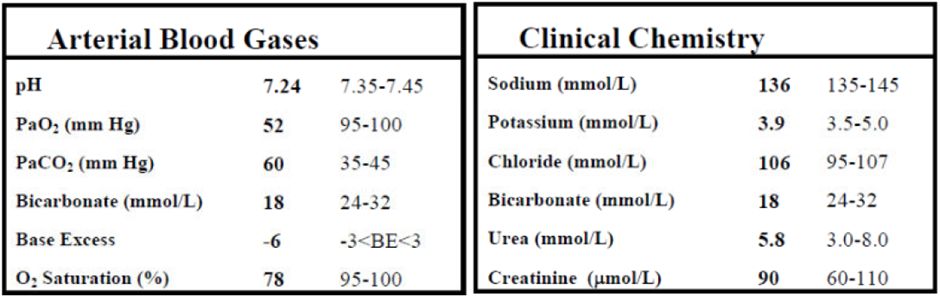 Arterial Blood Gases
pH 7.24 7.35-7.45
PaO₂ (mm Hg) 52 95-100
PaCO₂ (mm Hg) 60 35-45
Bicarbonate (mmol/L) 18 24-32
Base Excess -6 -3<BE<3
O₂ Saturation (%) 78 95-100
Clinical Chemistry
Sodium (mmol/L) 136 135-145
Potassium (mmol/L) 3.9 3.5-5.0
Chloride (mmol/L) 106 95-107
Bicarbonate (mmol/L) 18 24-32
Urea (mmol/L) 5.8 3.0-8.0
Creatinine (μmol/L) 90 60-110